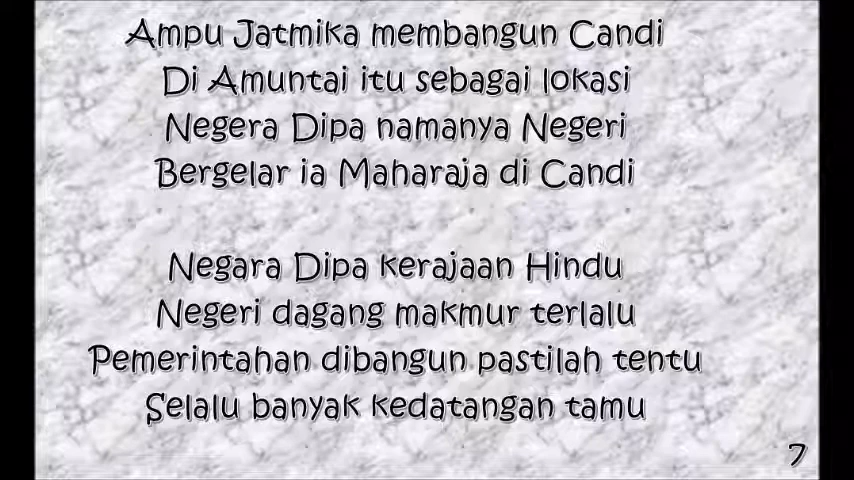 Ampu Jatmika membangun Candi
Di Amuntai itu sebagai lokasi
Negera Dipa namanya Negeri
Bergelar ia Maharaja di Candi
Negara Dipa kerajaan Hindu
Negeri dagang makmur terlalu
Pemerintahan dibangun pastilah tentu
Selalu banyak kedatangan tamu
7